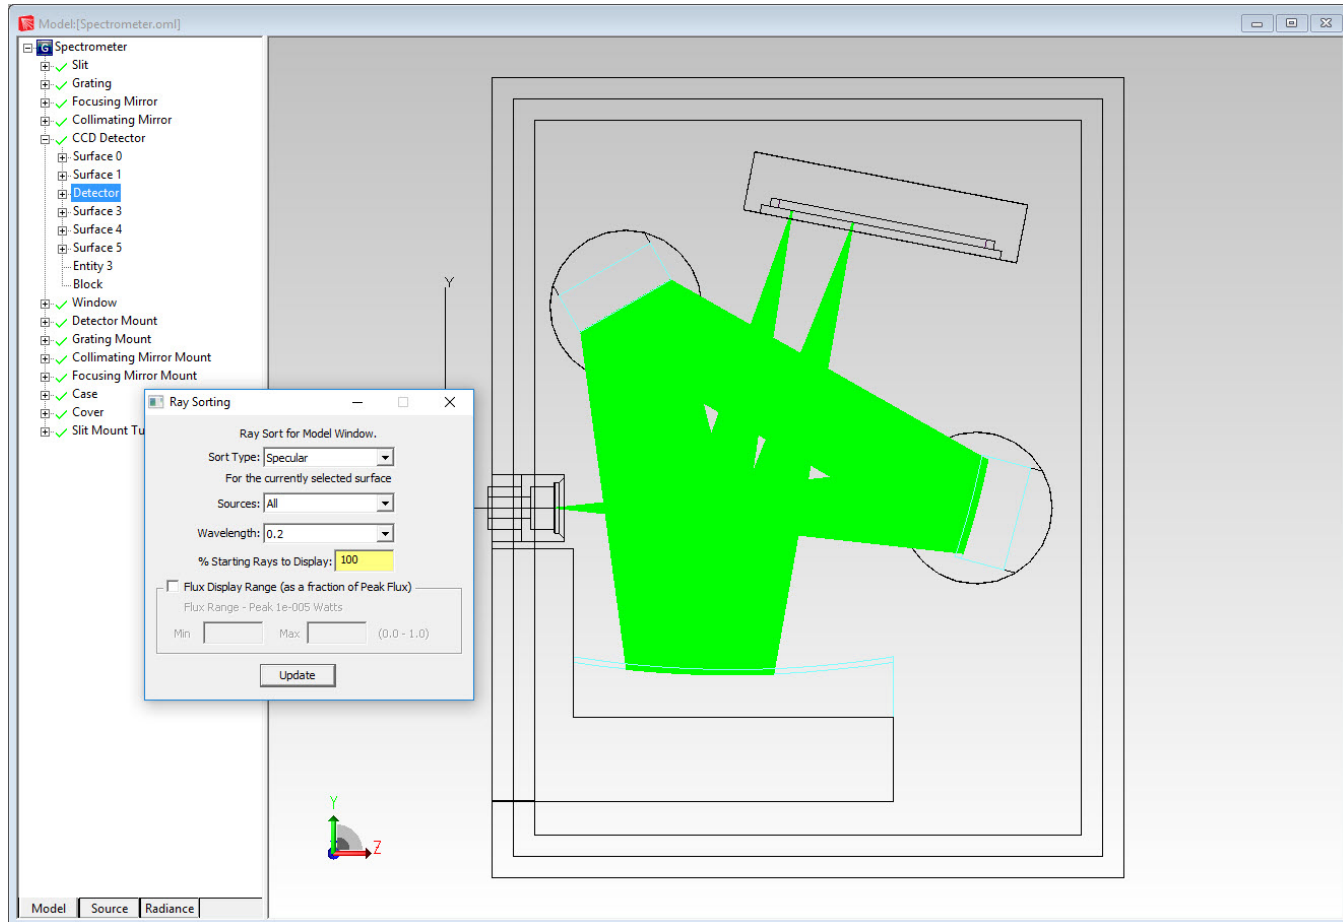 Model:[Spectrometer.oml]
G Spectrometer
Slit
Grating
Focusing Mirror
Collimating Mirror
CCD Detector
Surface 0
Surface 1
Detector
Surface 3
Surface 4
Surface 5
Entity 3
Block
Window
Detector Mount
Grating Mount
Collimating Mirror Mount
Focusing Mirror Mount
Case
Cover
Slit Mount Tu
Ray Sorting
Ray Sort for Model Window.
Sort Type: Specular
For the currently selected surface
Sources: All
Wavelength: 0.2
% Starting Rays to Display: 100
Flux Display Range (as a fraction of Peak Flux)
Flux Range - Peak 1e-005 Watts
Min Max (0.0 - 1.0)
Update
Y
Y
Z
Model Source Radiance